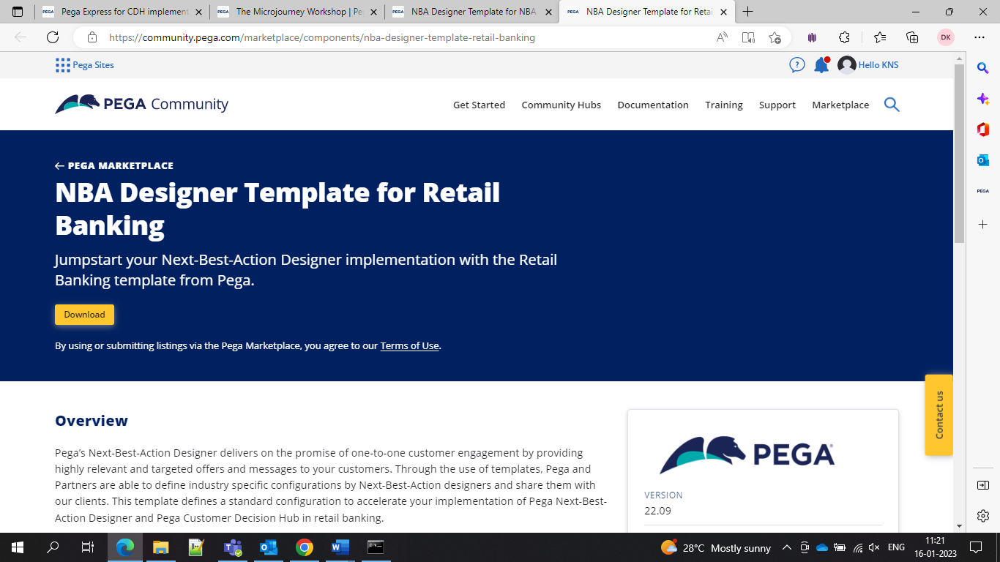 Pega Express for CDH implement
The Microjourney Workshop | Pe
NBA Designer Template for NBA
NBA Designer Template for Reta
https://community.pega.com/marketplace/components/nba-designer-template-retail-banking
DK
Pega Sites
Hello KNS
PEGA Community
Get Started
Community Hubs
Documentation
Training
Support
Marketplace
PEGA
← PEGA MARKETPLACE
NBA Designer Template for Retail
Banking
Jumpstart your Next-Best-Action Designer implementation with the Retail
Banking template from Pega.
Download
By using or submitting listings via the Pega Marketplace, you agree to our Terms of Use.
Contact us
Overview
Pega's Next-Best-Action Designer delivers on the promise of one-to-one customer engagement by providing
highly relevant and targeted offers and messages to your customers. Through the use of templates, Pega and
Partners are able to define industry specific configurations by Next-Best-Action designers and share them with
our clients. This template defines a standard configuration to accelerate your implementation of Pega Next-Best-
Action Designer and Pega Customer Decision Hub in retail banking.
PEGA
VERSION
22.09
28°C Mostly sunny
ENG
11:21
16-01-2023